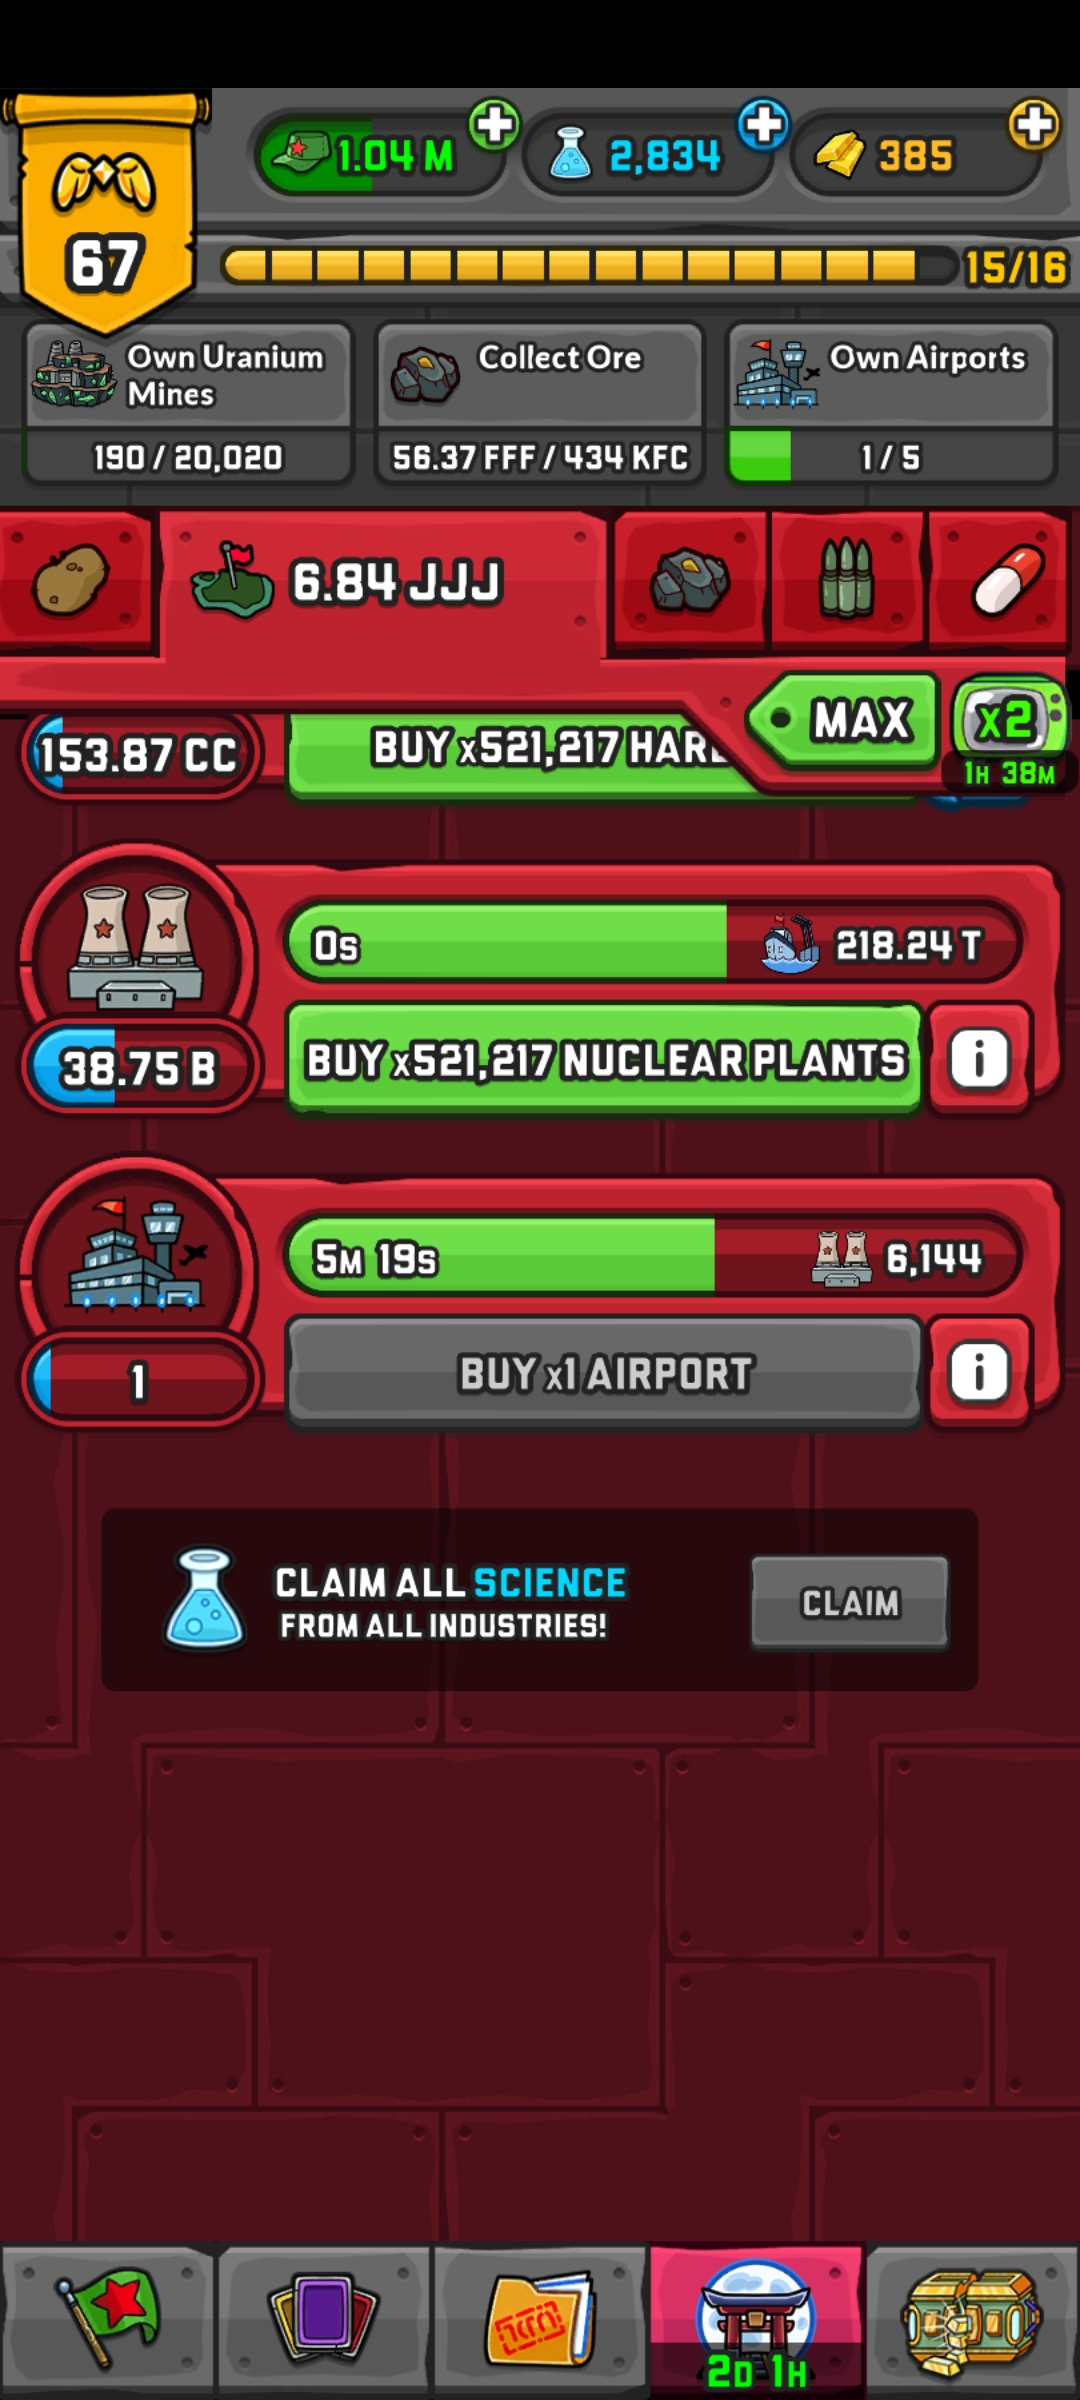 67
1.04 M
2,834
385
15/16
Own Uranium
Mines
190 / 20,020
Collect Ore
56.37 FFF / 434 KFC
Own Airports
1 / 5
6.84 JJJ
MAX
x2
1H 38M
153.87 CC
BUY x521,217
0s
218.24 T
38.75 B
BUY x521,217 NUCLEAR PLANTS
i
5M 19s
6,144
1
BUY x1 AIRPORT
i
CLAIM ALL SCIENCE
FROM ALL INDUSTRIES!
CLAIM
2D 1H